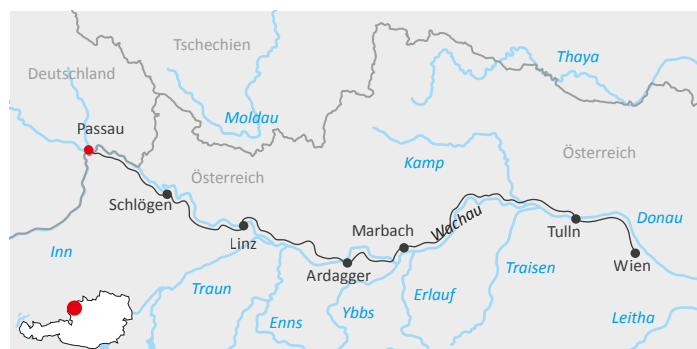 Tschechien
Thaya
Deutschland
Moldau
Passau
Kamp
Österreich
Österreich
Schlögen
Donau
Wachau
Marbach
Linz
Tulln
Inn
Wien
Ardagger
Traun
Traisen
Erlauf
Ybbs
Enns
Leitha